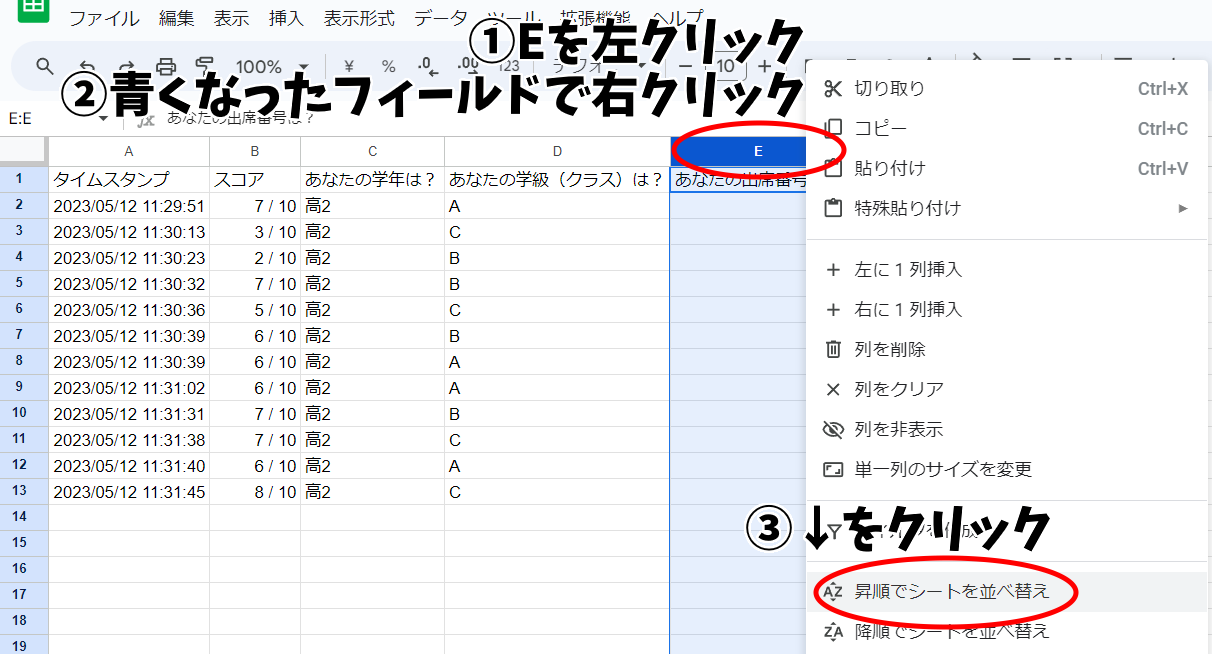 ファイル 編集 表示 挿入 表示形式 データ ツール 拡張機能 ヘルプ
①Eを左クリック
100% ¥ % .0 .00 123 10
②青くなったフィールドで右クリック
E:E fx あなたの出席番号は？
A B C D E
1 タイムスタンプ スコア あなたの学年は？ あなたの学級（クラス）は？ あなたの出席番号
2 2023/05/12 11:29:51 7 / 10 高2 A
3 2023/05/12 11:30:13 3 / 10 高2 C
4 2023/05/12 11:30:23 2 / 10 高2 B
5 2023/05/12 11:30:32 7 / 10 高2 B
6 2023/05/12 11:30:36 5 / 10 高2 C
7 2023/05/12 11:30:39 6 / 10 高2 B
8 2023/05/12 11:30:39 6 / 10 高2 A
9 2023/05/12 11:31:02 6 / 10 高2 A
10 2023/05/12 11:31:31 7 / 10 高2 B
11 2023/05/12 11:31:38 7 / 10 高2 C
12 2023/05/12 11:31:40 6 / 10 高2 A
13 2023/05/12 11:31:45 8 / 10 高2 C
14
15
16
17
18
19
切り取り Ctrl+X
コピー Ctrl+C
貼り付け Ctrl+V
特殊貼り付け
左に 1 列挿入
右に 1 列挿入
列を削除
列をクリア
列を非表示
単一列のサイズを変更
③↓をクリック
AZ 昇順でシートを並べ替え
ZA 降順でシートを並べ替え